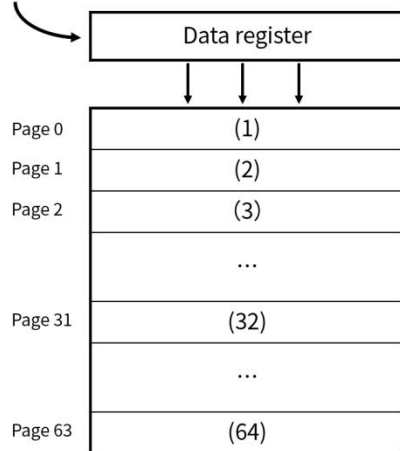 Data register
Page 0 (1)
Page 1 (2)
Page 2 (3)
...
Page 31 (32)
...
Page 63 (64)